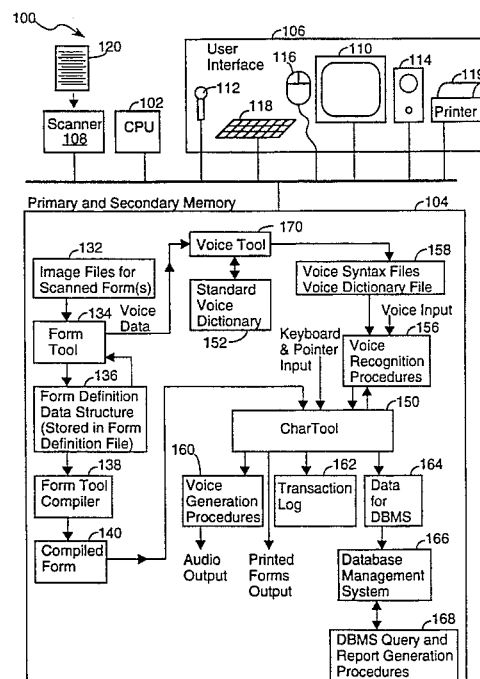 100
120
Scanner
108
102
CPU
106
User
Interface
112
118
116
110
114
119
Printer
Primary and Secondary Memory
104
132
Image Files for
Scanned Form(s)
134
Form
Tool
Voice
Data
136
Form Definition
Data Structure
(Stored in Form
Definition File)
138
Form Tool
Compiler
140
Compiled
Form
170
Voice Tool
Standard
Voice
Dictionary
152
158
Voice Syntax Files
Voice Dictionary File
Voice Input
156
Voice
Recognition
Procedures
Keyboard
& Pointer
Input
150
CharTool
160
Voice
Generation
Procedures
162
Transaction
Log
164
Data
for
DBMS
Audio
Output
Printed
Forms
Output
166
Database
Management
System
168
DBMS Query and
Report Generation
Procedures